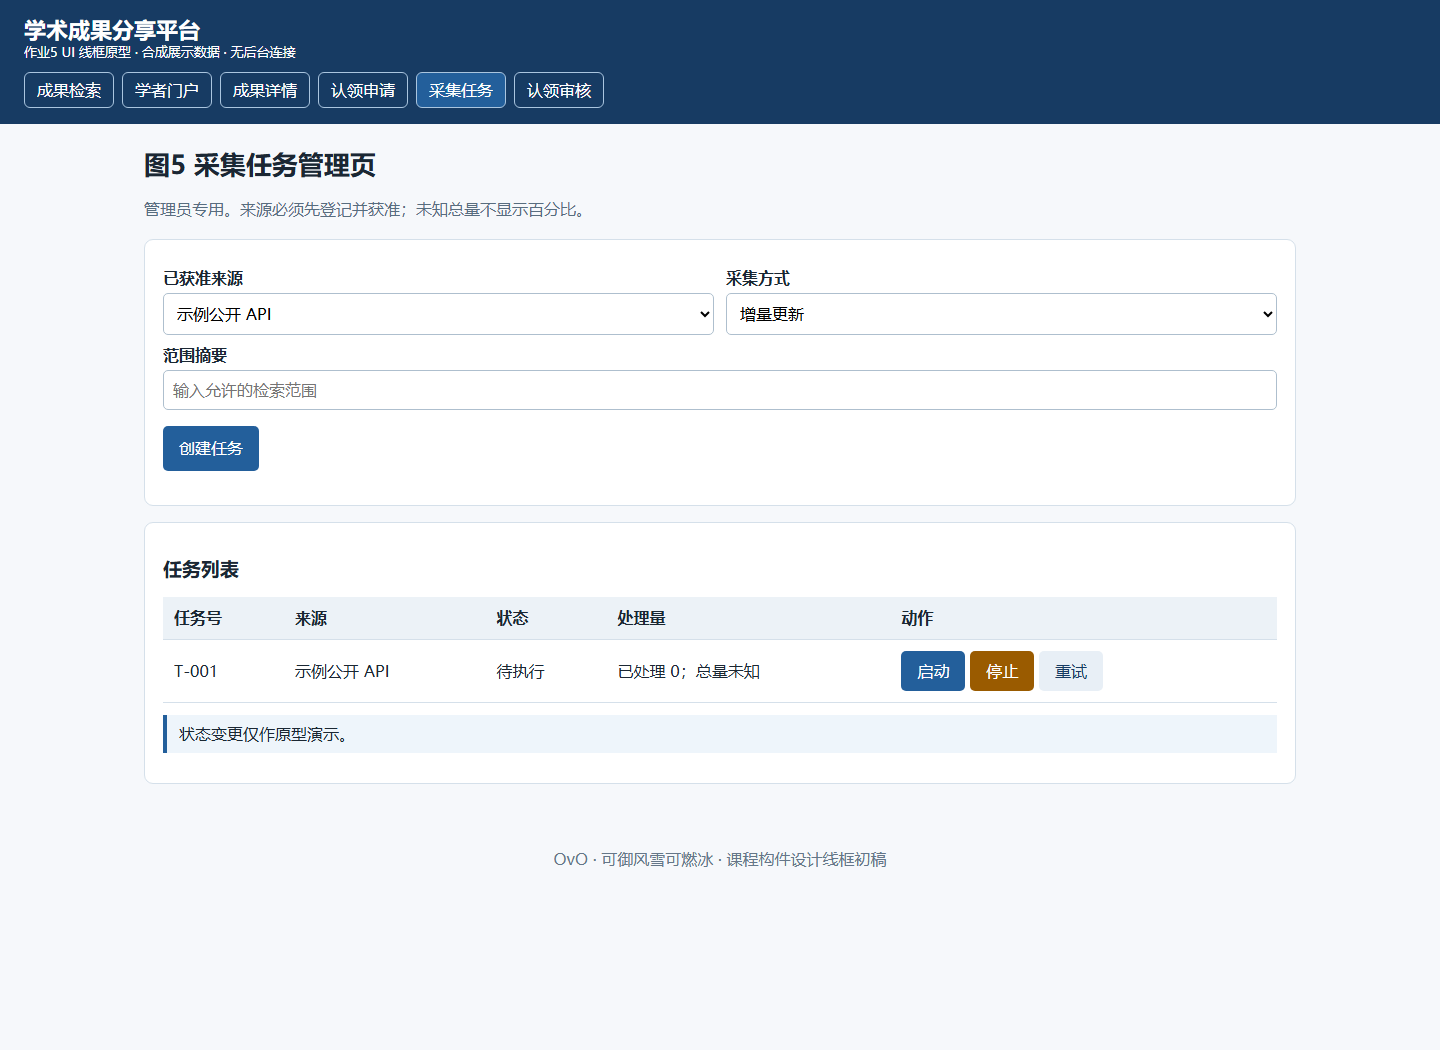 学术成果分享平台
作业5 UI 线框原型 · 合成展示数据 · 无后台连接
成果检索 学者门户 成果详情 认领申请 采集任务 认领审核
图5 采集任务管理页
管理员专用。来源必须先登记并获准；未知总量不显示百分比。
已获准来源 采集方式
示例公开 API 增量更新
范围摘要
输入允许的检索范围
创建任务
任务列表
任务号 来源 状态 处理量 动作
T-001 示例公开 API 待执行 已处理 0；总量未知 启动 停止 重试
状态变更仅作原型演示。
OvO · 可御风雪可燃冰 · 课程构件设计线框初稿